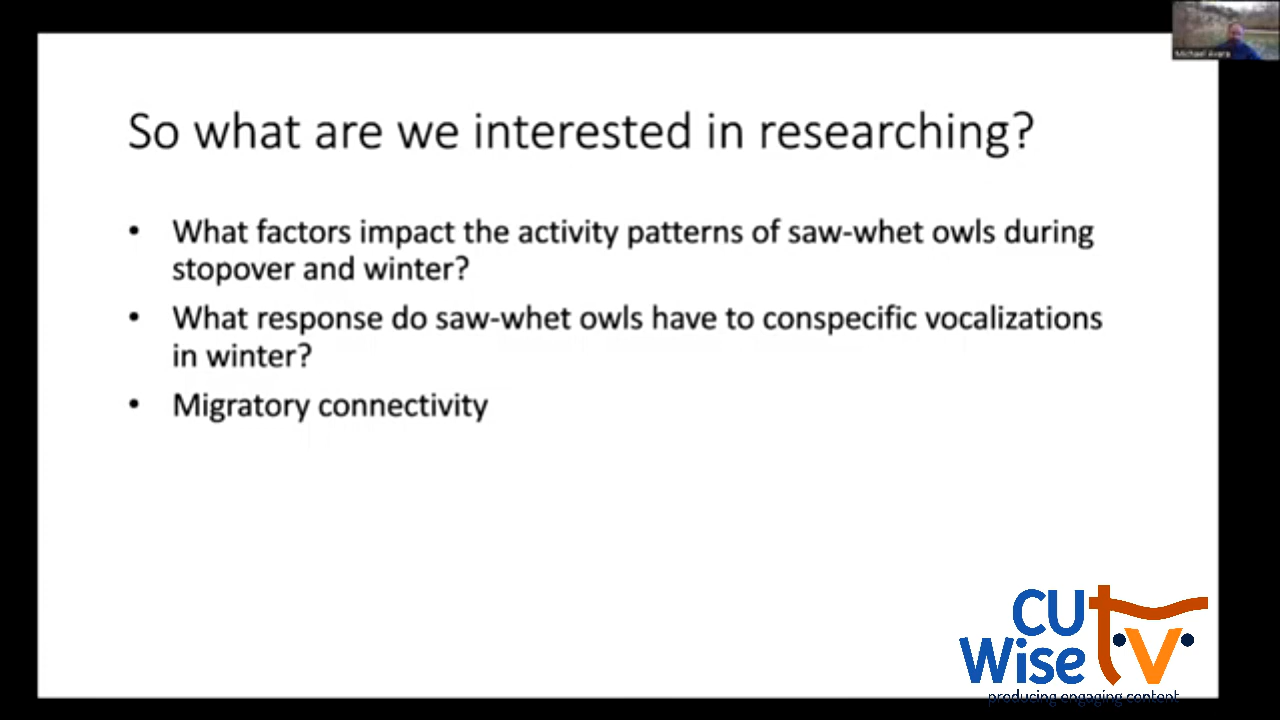 Michael Avara
So what are we interested in researching?
• What factors impact the activity patterns of saw-whet owls during
stopover and winter?
• What response do saw-whet owls have to conspecific vocalizations
in winter?
• Migratory connectivity
CU
Wise tv
producing engaging content